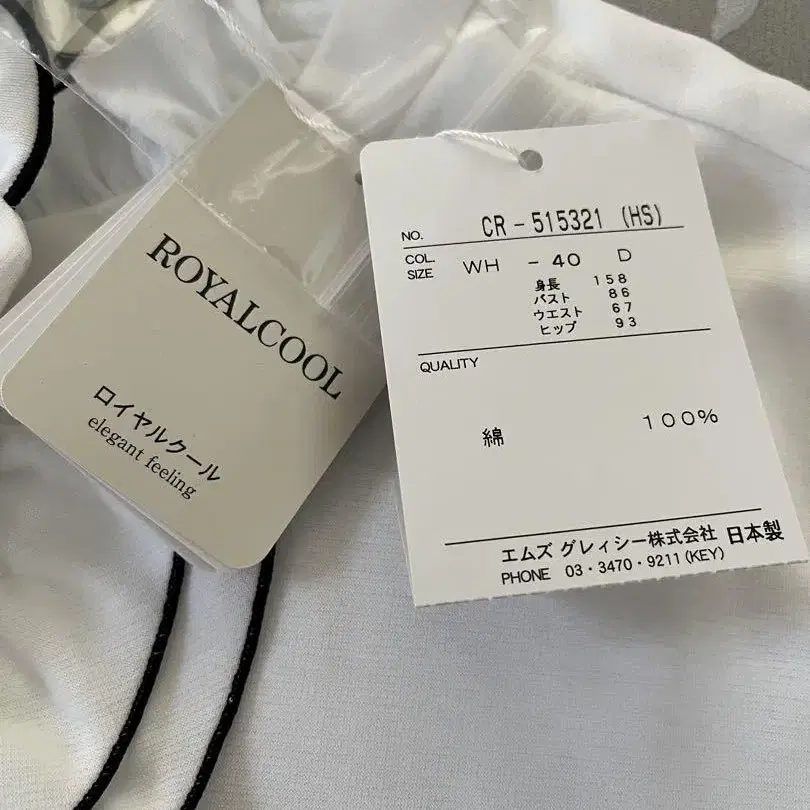 ROYALCOOL
ロイヤルクール
elegant feeling
NO. CR-515321 (HS)
COL. SIZE WH - 40 D
身長 158
バスト 86
ウエスト 67
ヒップ 93
QUALITY
綿 100%
エムズ グレィシー株式会社 日本製
PHONE 03・3470・9211(KEY)